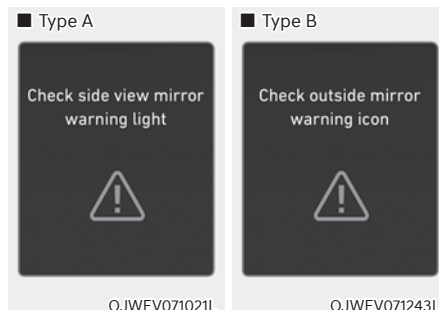 ■ Type A
Check side view mirror
warning light
OJWEV071021L
■ Type B
Check outside mirror
warning icon
OJWEV071243L